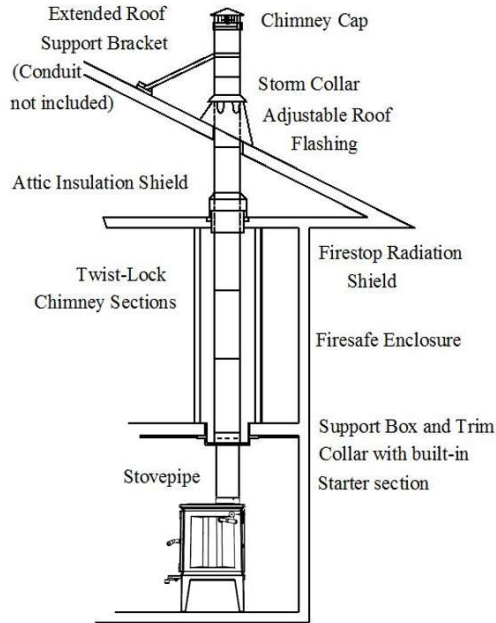 Extended Roof
Support Bracket
(Conduit
not included)
Chimney Cap
Storm Collar
Adjustable Roof
Flashing
Attic Insulation Shield
Firestop Radiation
Shield
Twist-Lock
Chimney Sections
Firesafe Enclosure
Support Box and Trim
Collar with built-in
Starter section
Stovepipe